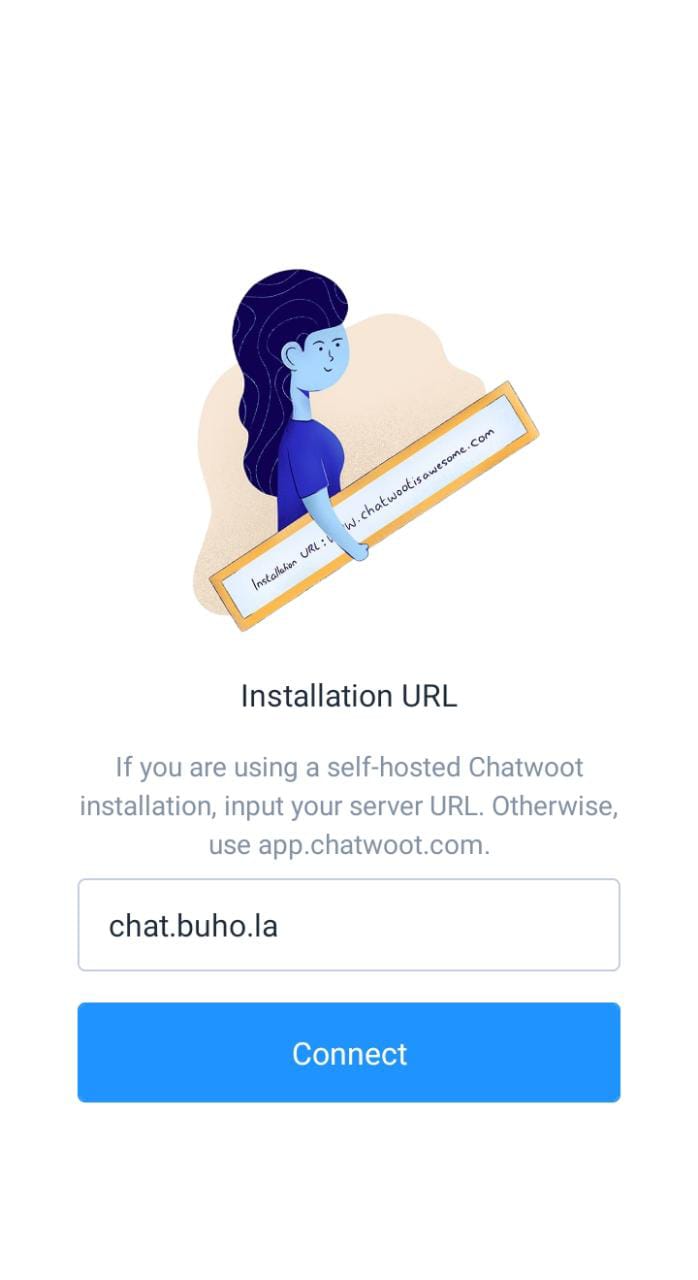 Installation URL: www.chatwootisawesome.com
Installation URL
If you are using a self-hosted Chatwoot
installation, input your server URL. Otherwise,
use app.chatwoot.com.
chat.buho.la
Connect